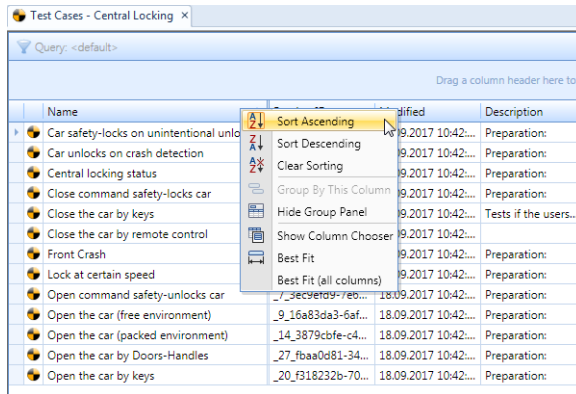 Test Cases - Central Locking
Query: <default>
Drag a column header here to
Name
Modified
Description
Sort Ascending
Sort Descending
Clear Sorting
Group By This Column
Hide Group Panel
Show Column Chooser
Best Fit
Best Fit (all columns)
Car safety-locks on unintentional unlo
09.2017 10:42:... Preparation:
Car unlocks on crash detection
09.2017 10:42:... Preparation:
Central locking status
09.2017 10:42:... Preparation:
Close command safety-locks car
09.2017 10:42:... Preparation:
Close the car by keys
09.2017 10:42:... Tests if the users...
Close the car by remote control
09.2017 10:42:...
Front Crash
09.2017 10:42:... Preparation:
Lock at certain speed
09.2017 10:42:... Preparation:
Open command safety-unlocks car
_7_3ec9efd9-7e6... 18.09.2017 10:42:... Preparation:
Open the car (free environment)
_9_16a83da3-6af... 18.09.2017 10:42:... Preparation:
Open the car (packed environment)
_14_3879cbfe-c4... 18.09.2017 10:42:... Preparation:
Open the car by Doors-Handles
_27_fbaa0d81-34... 18.09.2017 10:42:... Preparation:
Open the car by keys
_20_f318232b-70... 18.09.2017 10:42:... Preparation: